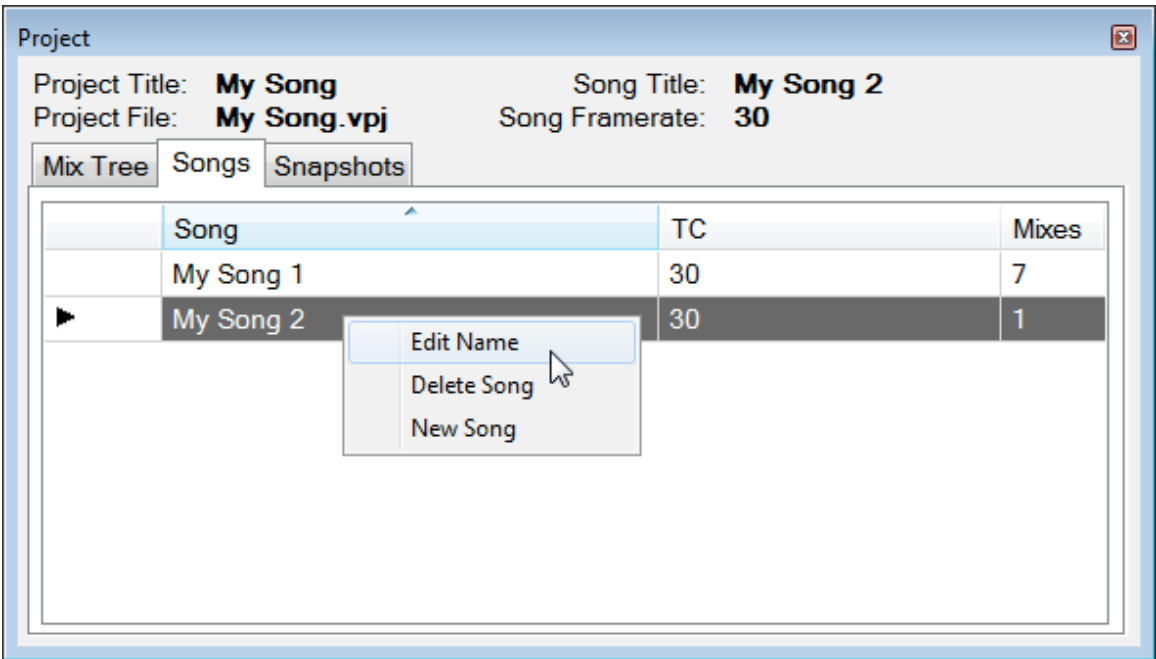 Project
Project Title: My Song Song Title: My Song 2
Project File: My Song.vpj Song Framerate: 30
Mix Tree Songs Snapshots
Song TC Mixes
My Song 1 30 7
My Song 2 30 1
Edit Name
Delete Song
New Song